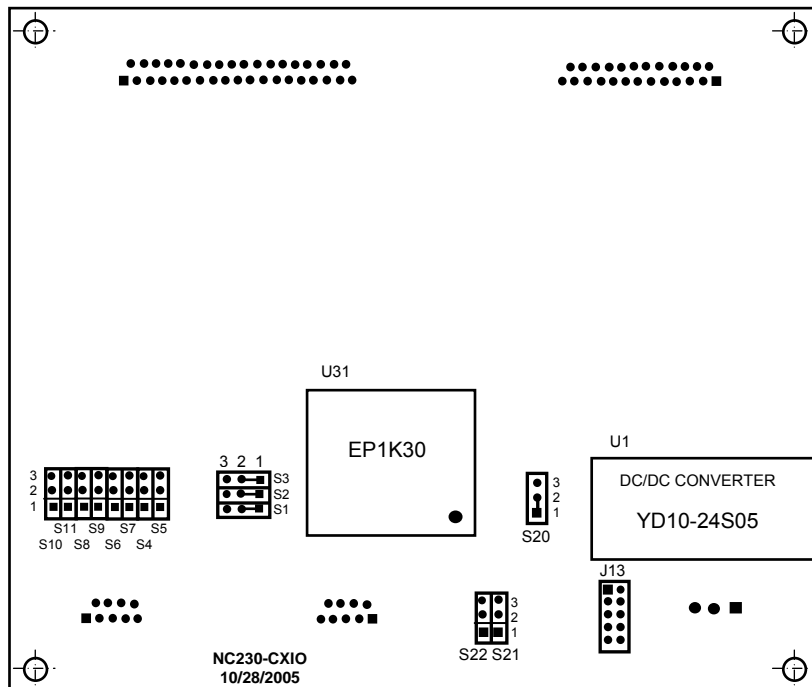 U31
EP1K30
U1
DC/DC CONVERTER
YD10-24S05
3 2 1
S3
S2
S1
3
2
1
S11 S9 S7 S5
S10 S8 S6 S4
3
2
1
S20
J13
3
2
1
S22 S21
NC230-CXIO
10/28/2005